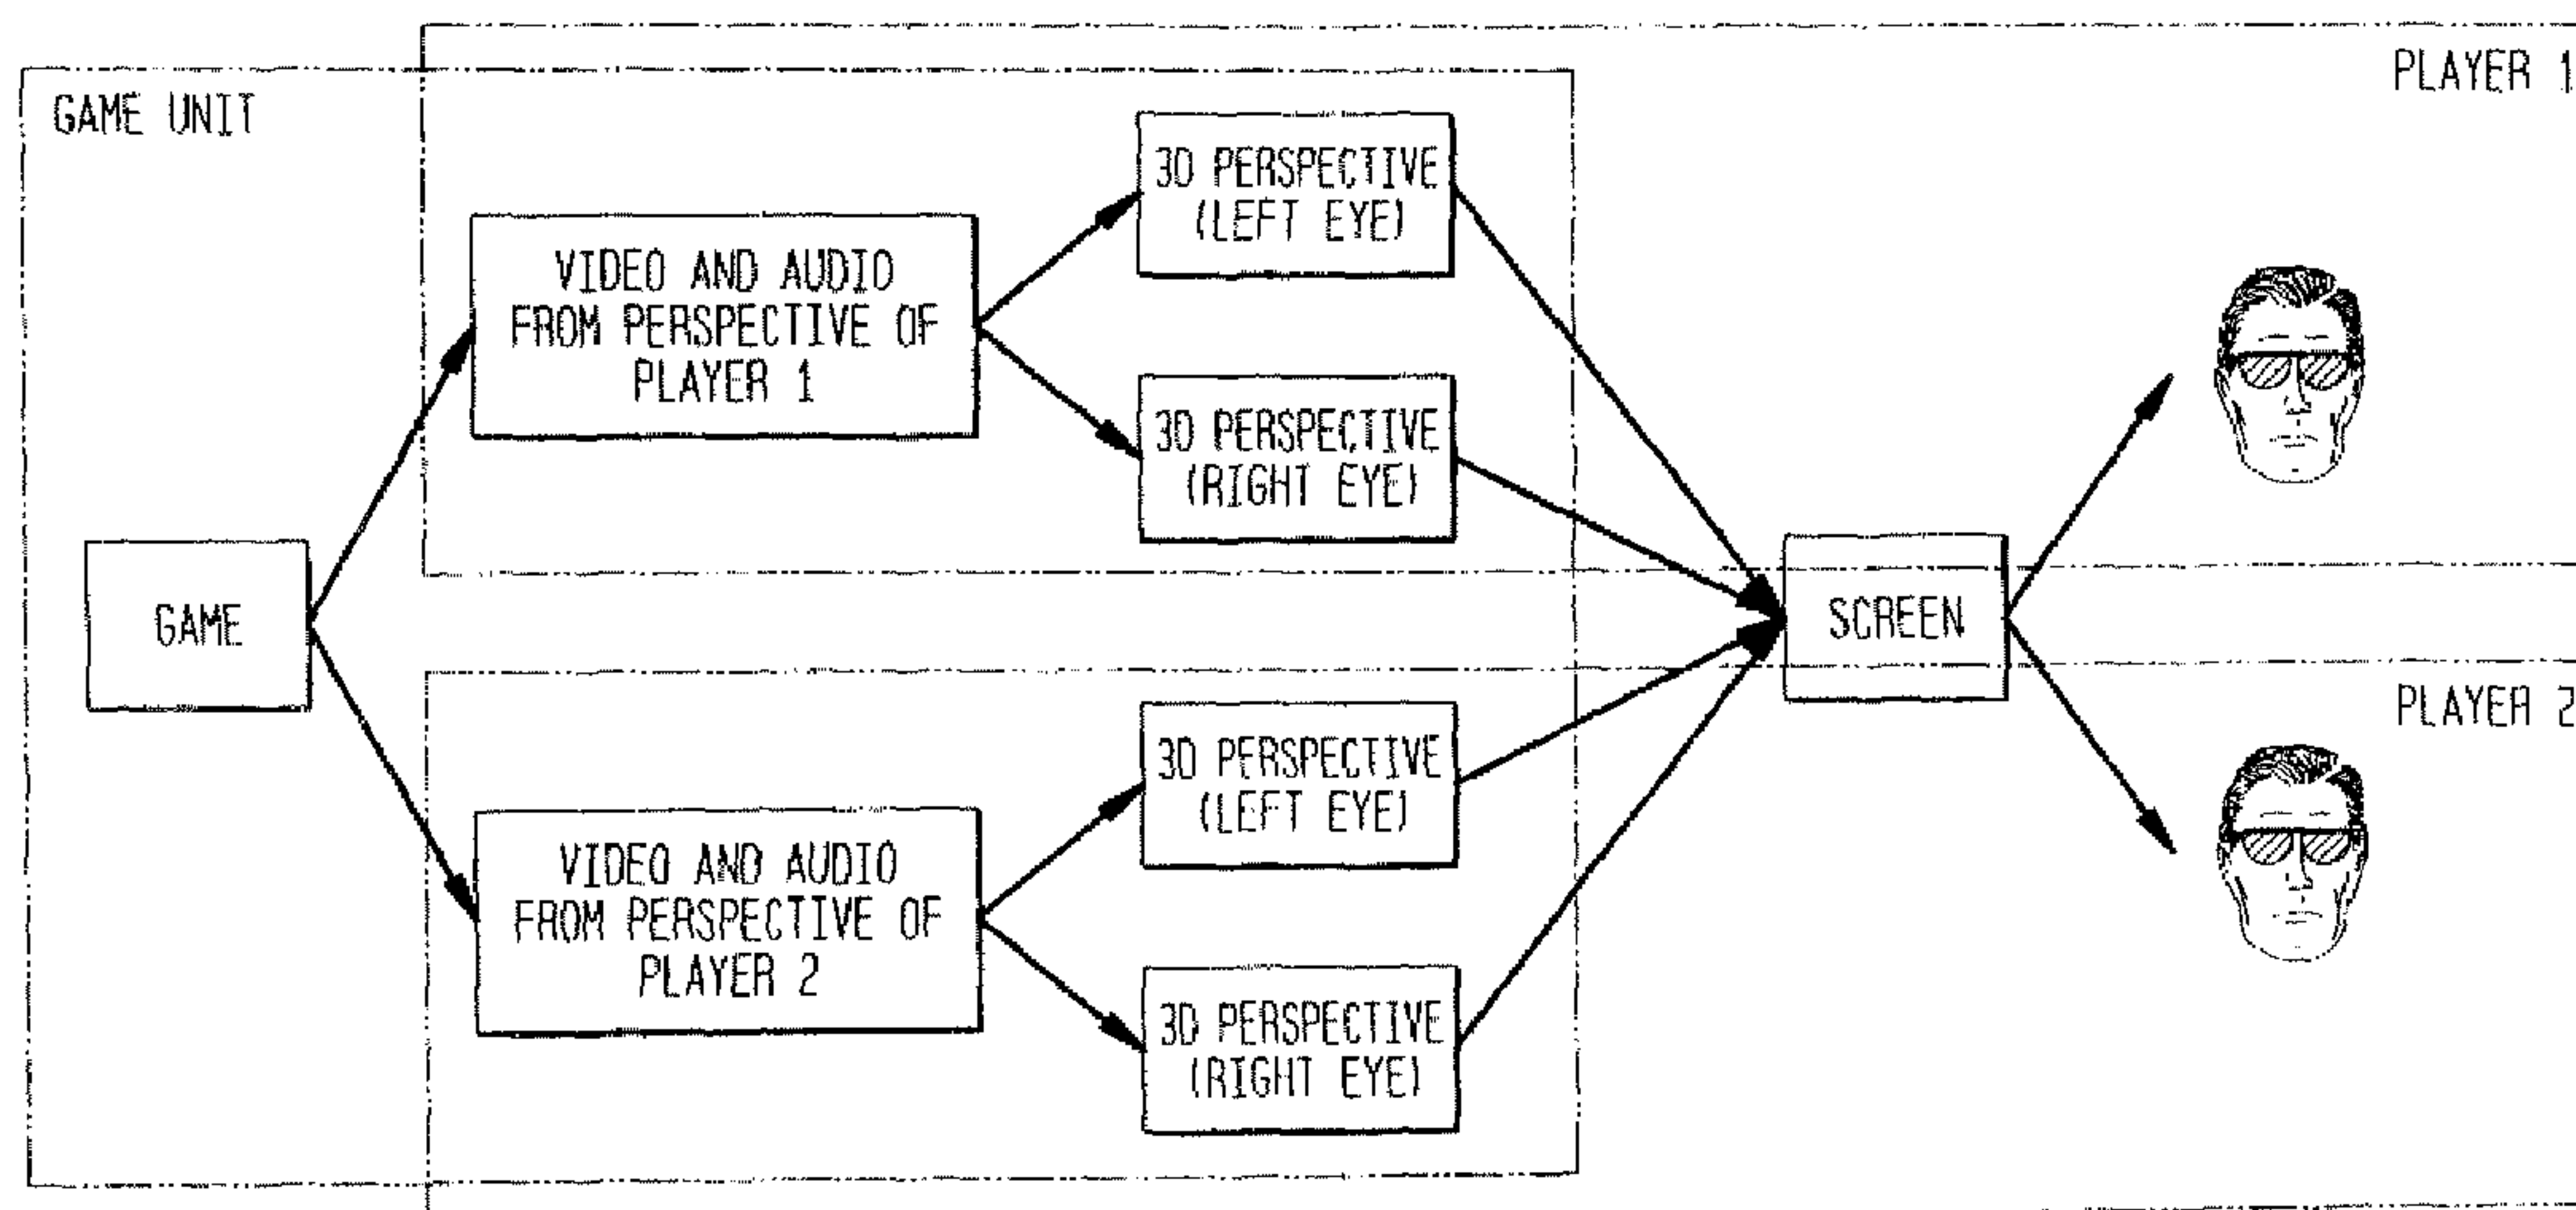 PLAYER 1
GAME UNIT
3D PERSPECTIVE
(LEFT EYE)
VIDEO AND AUDIO
FROM PERSPECTIVE OF
PLAYER 1
3D PERSPECTIVE
(RIGHT EYE)
GAME
SCREEN
PLAYER 2
3D PERSPECTIVE
(LEFT EYE)
VIDEO AND AUDIO
FROM PERSPECTIVE OF
PLAYER 2
3D PERSPECTIVE
(RIGHT EYE)